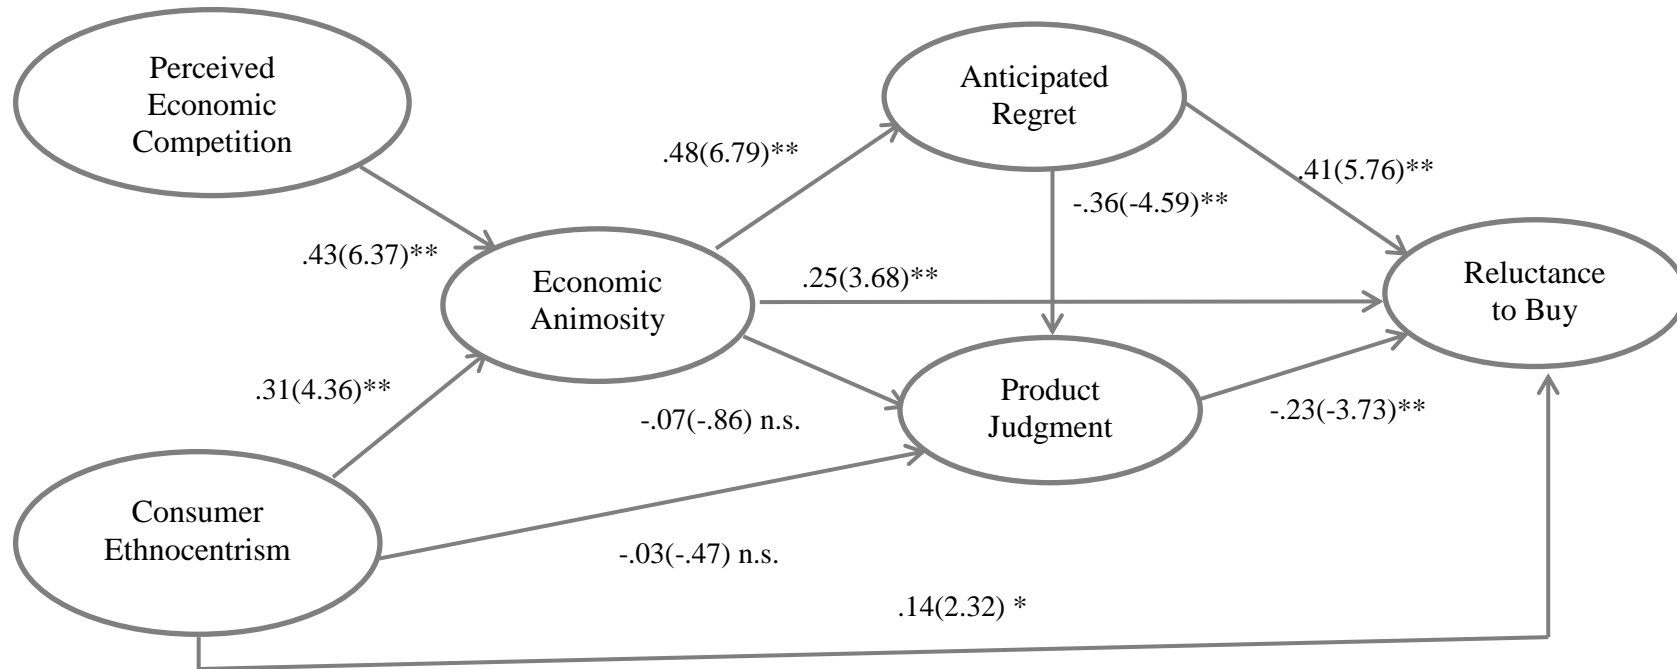 Perceived
Economic
Competition
Anticipated
Regret
.48(6.79)**
.41(5.76)**
-.36(-4.59)**
.43(6.37)**
Economic
Animosity
.25(3.68)**
Reluctance
to Buy
.31(4.36)**
-.07(-.86) n.s.
Product
Judgment
-.23(-3.73)**
Consumer
Ethnocentrism
-.03(-.47) n.s.
.14(2.32) *